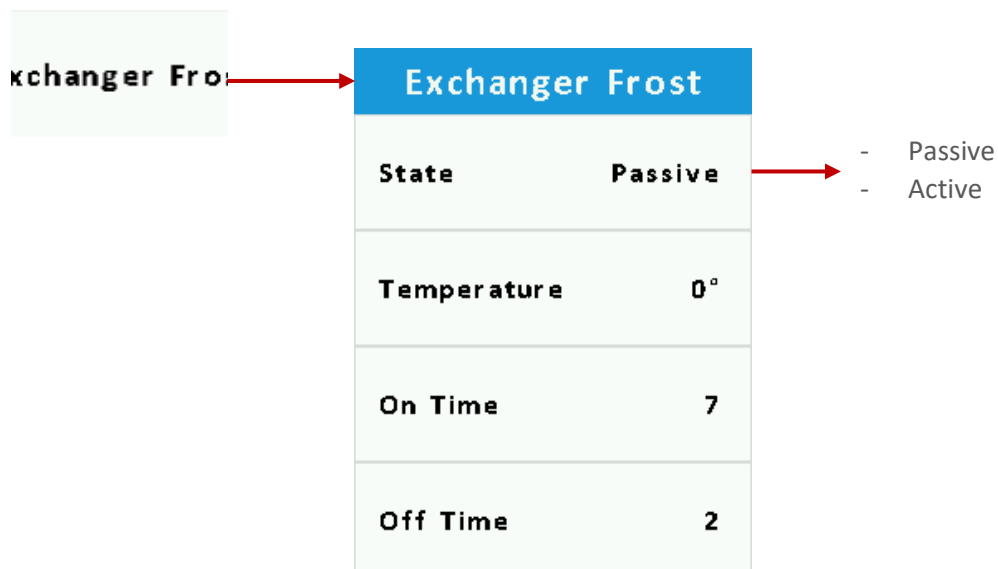 xchanger Fro
Exchanger Frost
State Passive
- Passive
- Active
Temperature 0°
On Time 7
Off Time 2